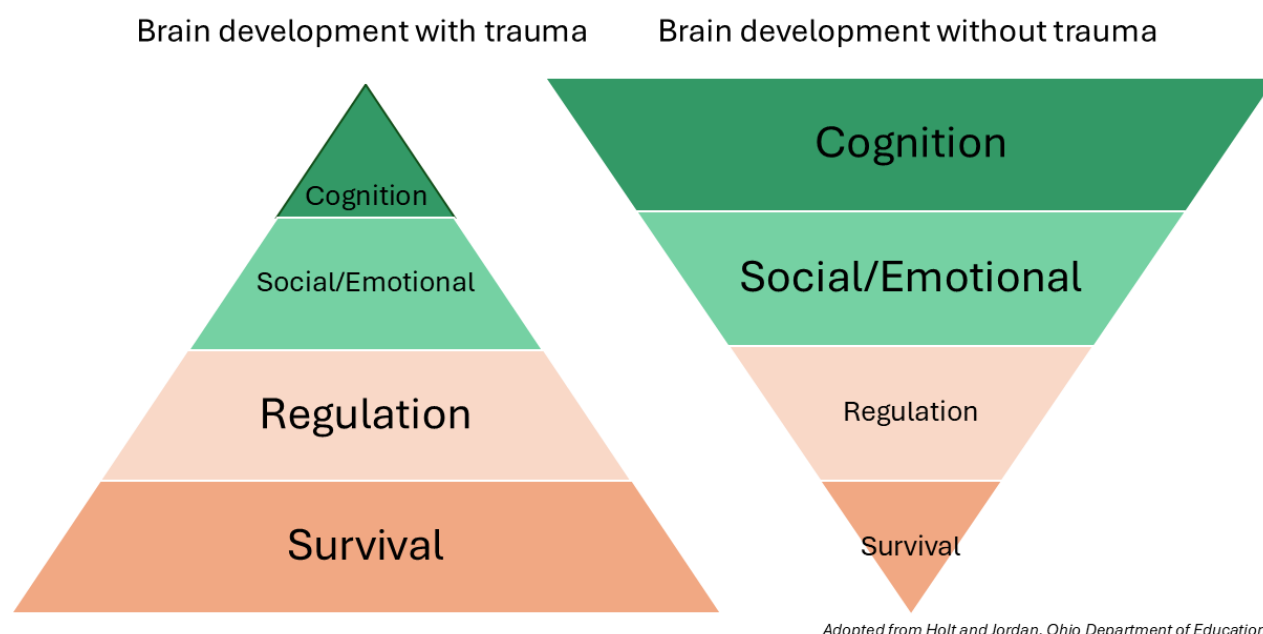 Brain development with trauma
Cognition
Social/Emotional
Regulation
Survival
Brain development without trauma
Cognition
Social/Emotional
Regulation
Survival
Adopted from Holt and Jordan, Ohio Department of Education